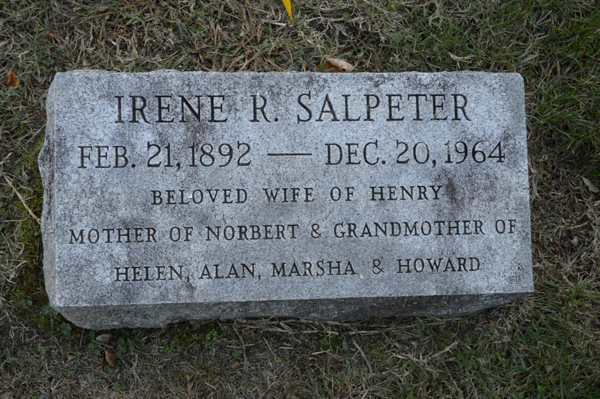 IRENE R. SALPETER
FEB. 21, 1892 — DEC. 20, 1964
BELOVED WIFE OF HENRY
MOTHER OF NORBERT & GRANDMOTHER OF
HELEN, ALAN, MARSHA & HOWARD